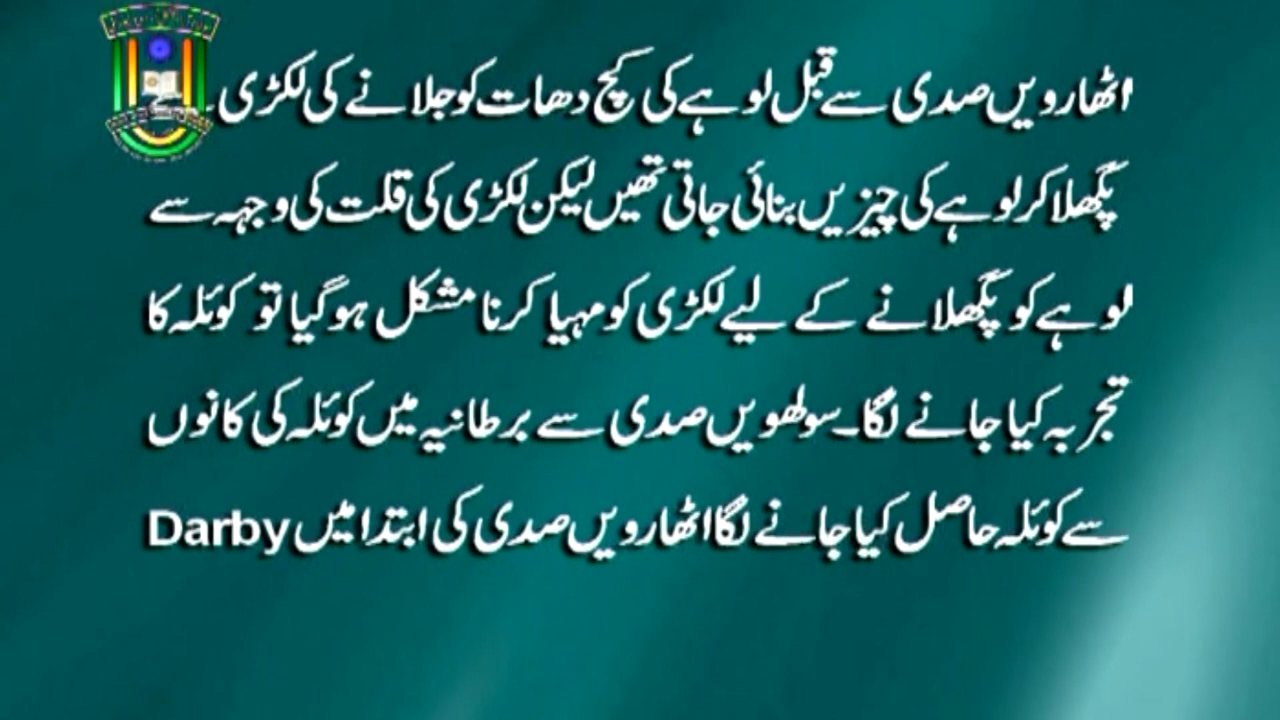 اٹھارویں صدی سے قبل لوہے کی کچ دھات کو جلانے کی لکڑی
پگھلا کر لوہے کی چیزیں بنائی جاتی تھیں لیکن لکڑی کی قلت کی وجہہ سے
لوہے کو پگھلانے کے لیے لکڑی کو مہیا کرنا مشکل ہوگیا تو کوئلہ کا
تجربہ کیا جانے لگا۔ سولھویں صدی سے برطانیہ میں کوئلہ کی کانوں
سے کوئلہ حاصل کیا جانے لگا اٹھارویں صدی کی ابتدا میں Darby